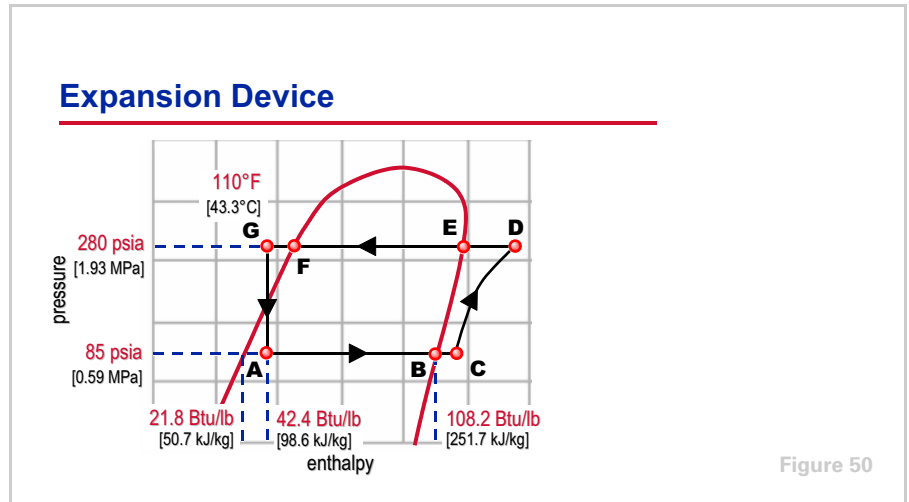 Expansion Device
110°F
[43.3°C]
G
E
D
280 psia
F
[1.93 MPa]
pressure
85 psia
A
B
C
[0.59 MPa]
21.8 Btu/lb
42.4 Btu/lb
108.2 Btu/lb
[50.7 kJ/kg]
[98.6 kJ/kg]
[251.7 kJ/kg]
enthalpy
Figure 50